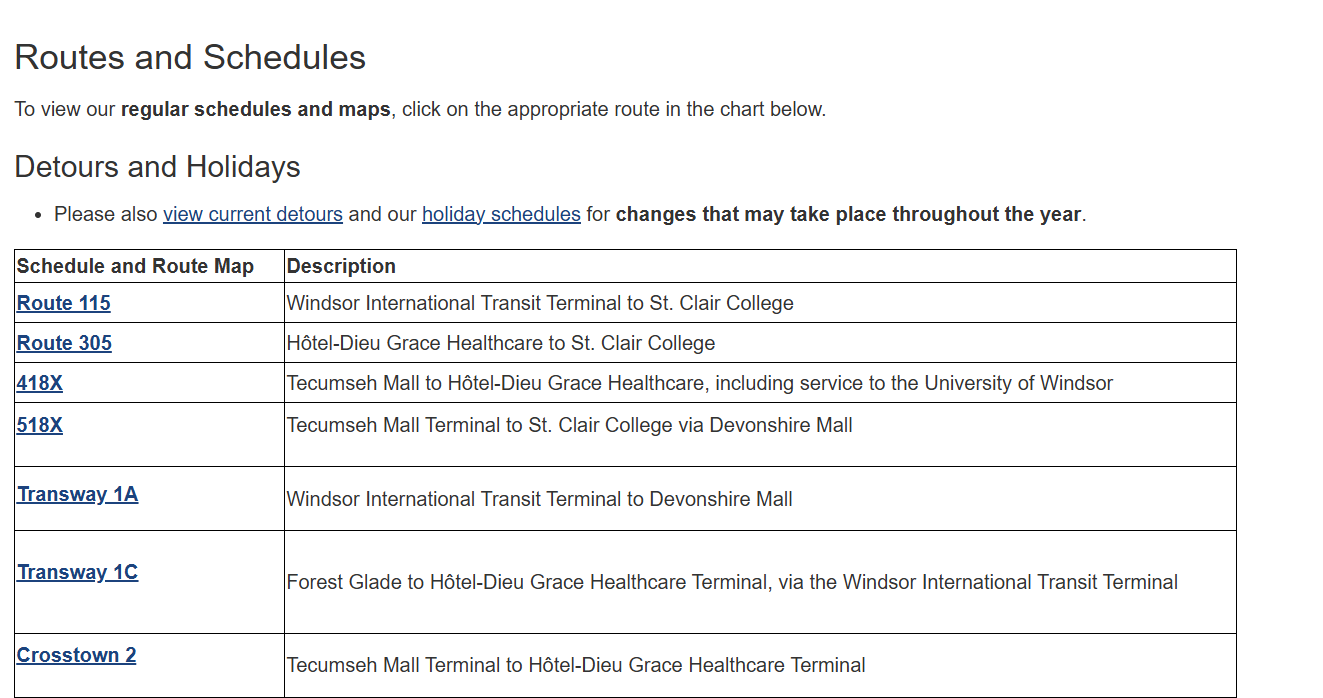 Routes and Schedules
To view our regular schedules and maps, click on the appropriate route in the chart below.
Detours and Holidays
• Please also view current detours and our holiday schedules for changes that may take place throughout the year.
Schedule and Route Map Description
Route 115 Windsor International Transit Terminal to St. Clair College
Route 305 Hôtel-Dieu Grace Healthcare to St. Clair College
418X Tecumseh Mall to Hôtel-Dieu Grace Healthcare, including service to the University of Windsor
518X Tecumseh Mall Terminal to St. Clair College via Devonshire Mall
Transway 1A Windsor International Transit Terminal to Devonshire Mall
Transway 1C Forest Glade to Hôtel-Dieu Grace Healthcare Terminal, via the Windsor International Transit Terminal
Crosstown 2 Tecumseh Mall Terminal to Hôtel-Dieu Grace Healthcare Terminal